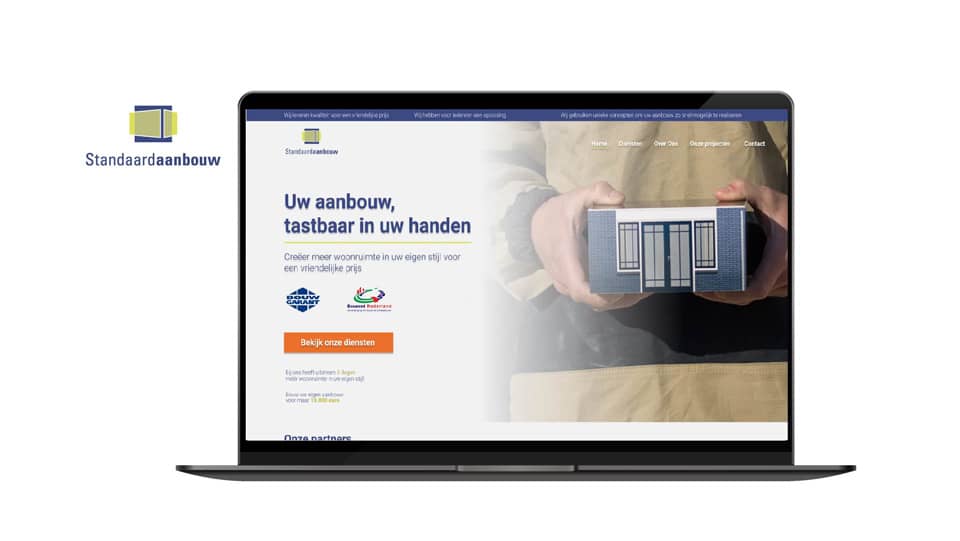 Standaardaanbouw
Wij leveren kwaliteit voor een vriendelijke prijs
Wij hebben voor iedereen een oplossing
Wij gebruiken unieke concepten om uw aanbouw zo snel mogelijk te realiseren
Standaardaanbouw
Home Diensten Over Ons Onze projecten Contact
Uw aanbouw,
tastbaar in uw handen
Creëer meer woonruimte in uw eigen stijl voor
een vriendelijke prijs
BOUW
GARANT
Bouwend Nederland
Bekijk onze diensten
Bij ons heeft u binnen 5 dagen
meer woonruimte in uw eigen stijl
Bouw uw eigen aanbouw
voor maar
Onze partners